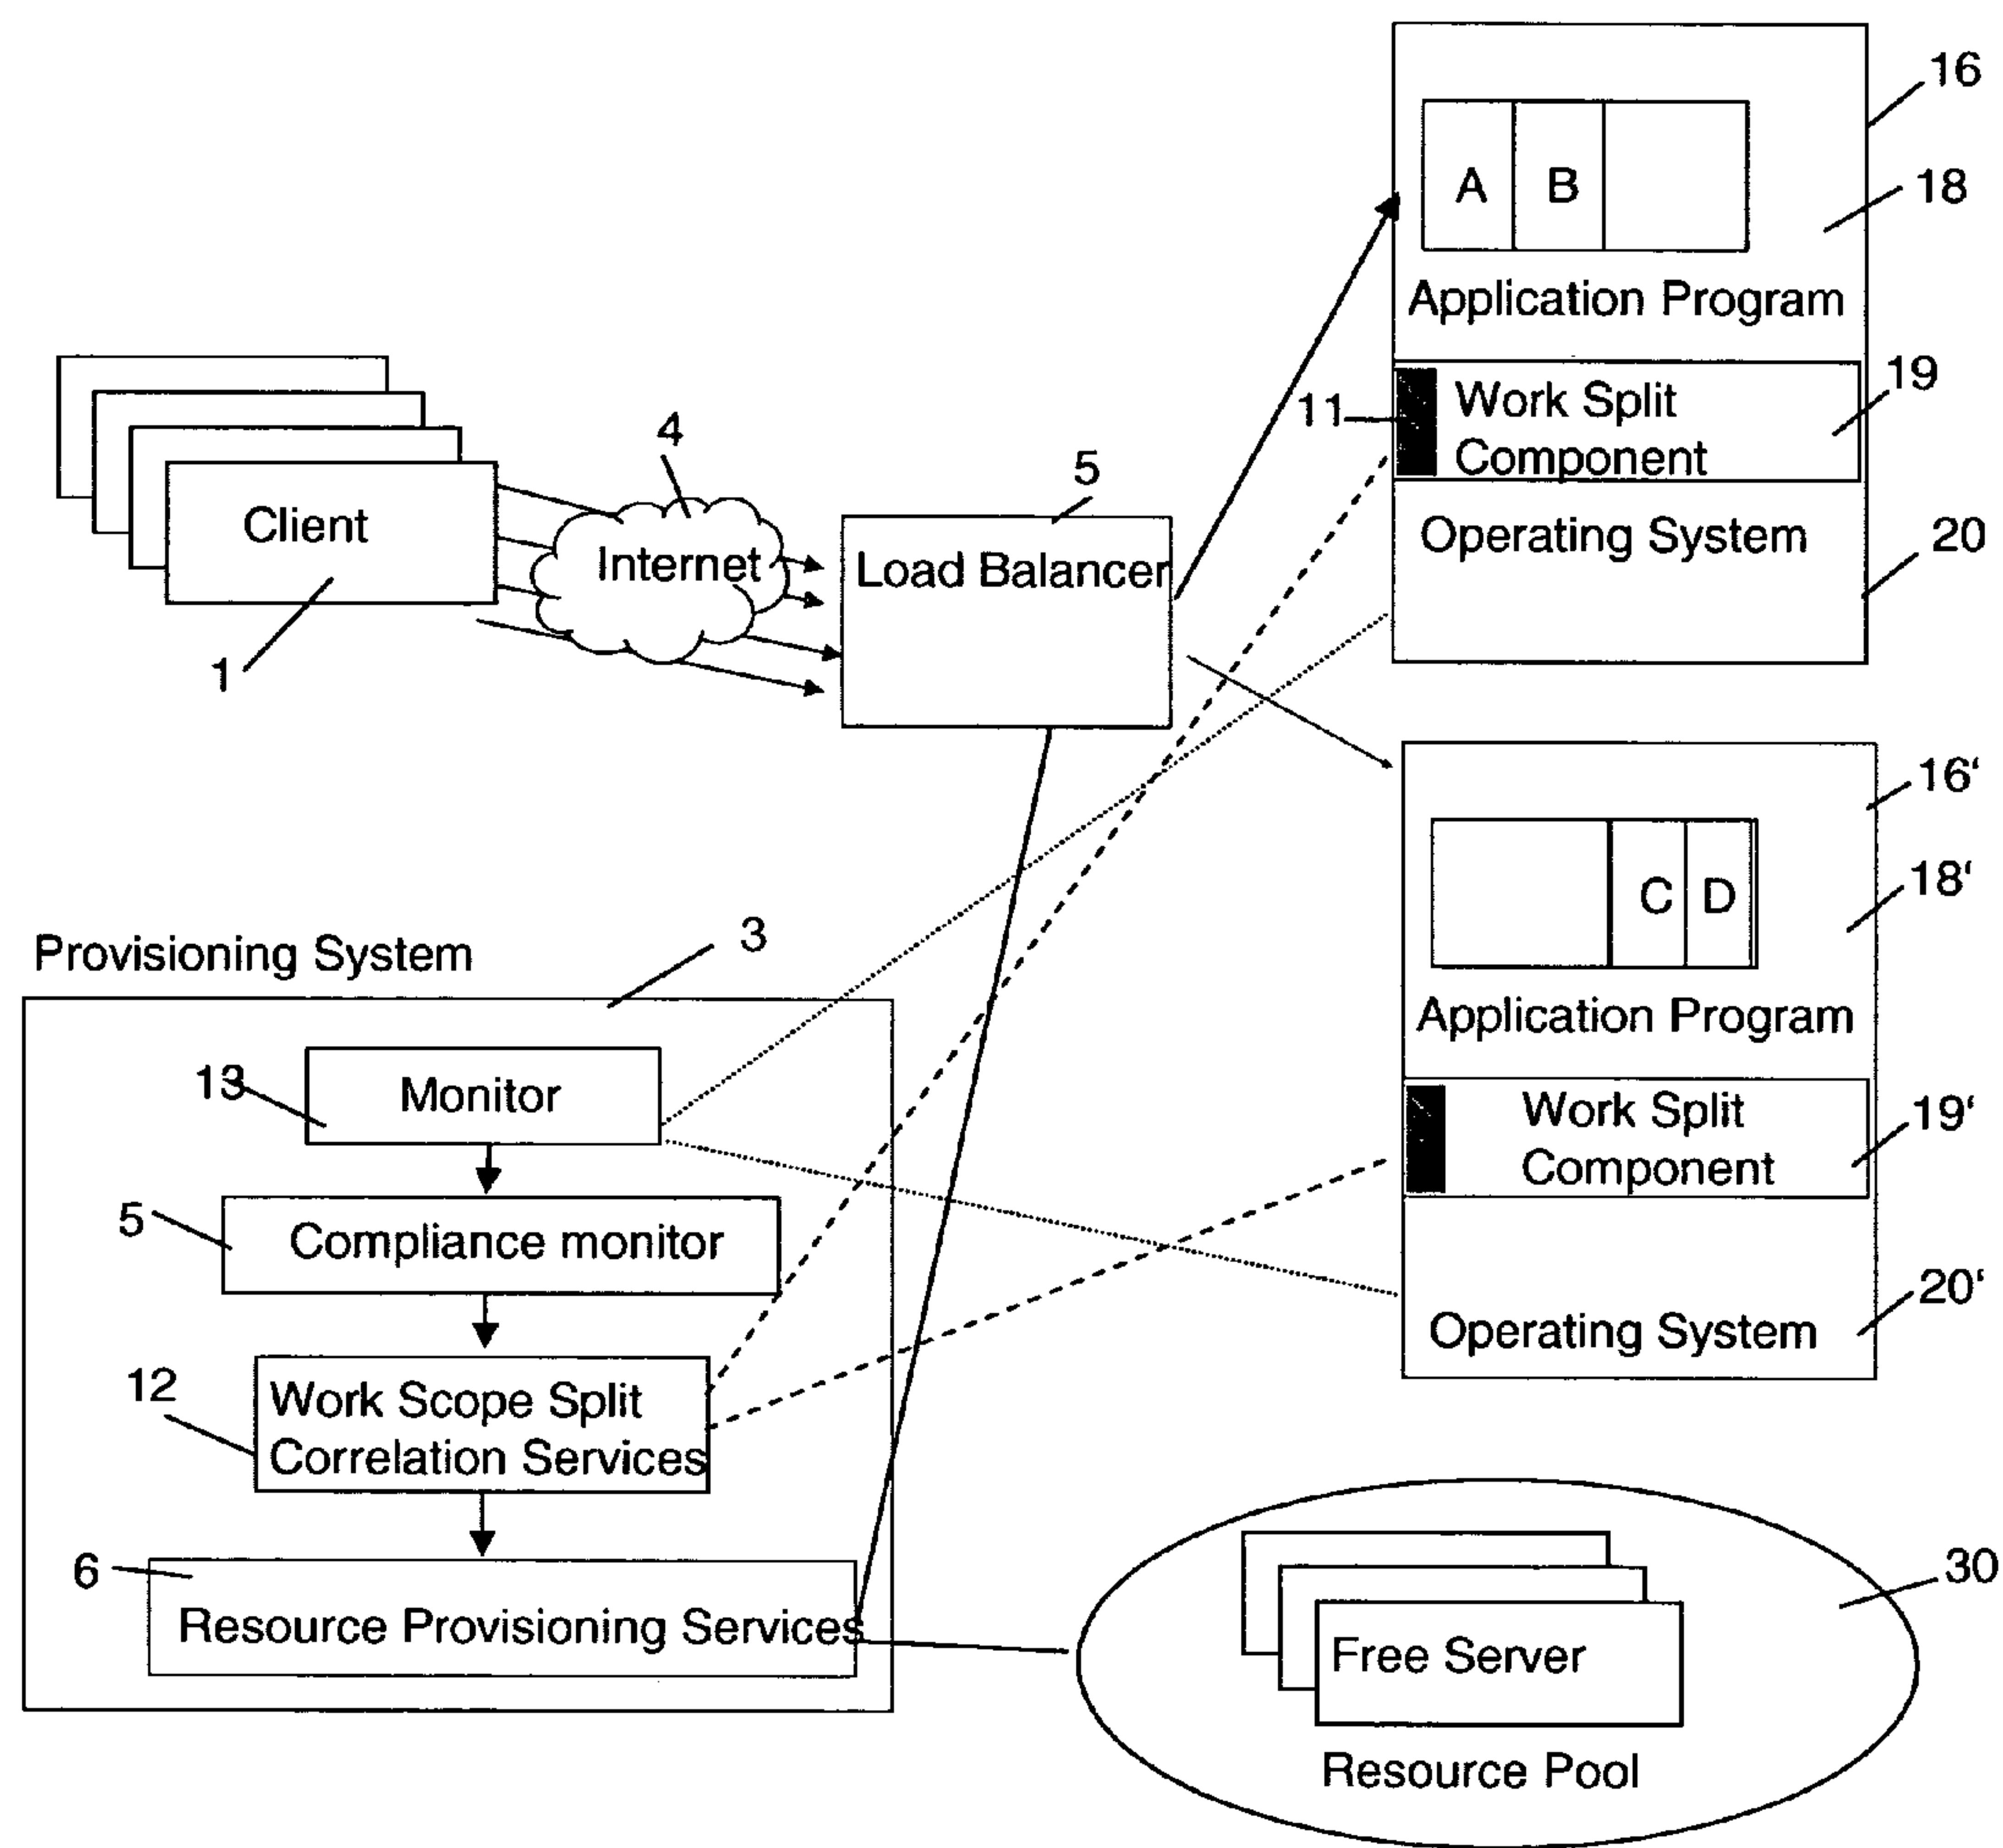 16
A B
18
Application Program
11
Work Split
Component
19
Operating System
20
Client
1
4
Internet
5
Load Balancer
16'
C D
18'
Application Program
Work Split
Component
19'
Operating System
20'
Provisioning System
3
13
Monitor
5
Compliance monitor
12
Work Scope Split
Correlation Services
6
Resource Provisioning Services
30
Free Server
Resource Pool